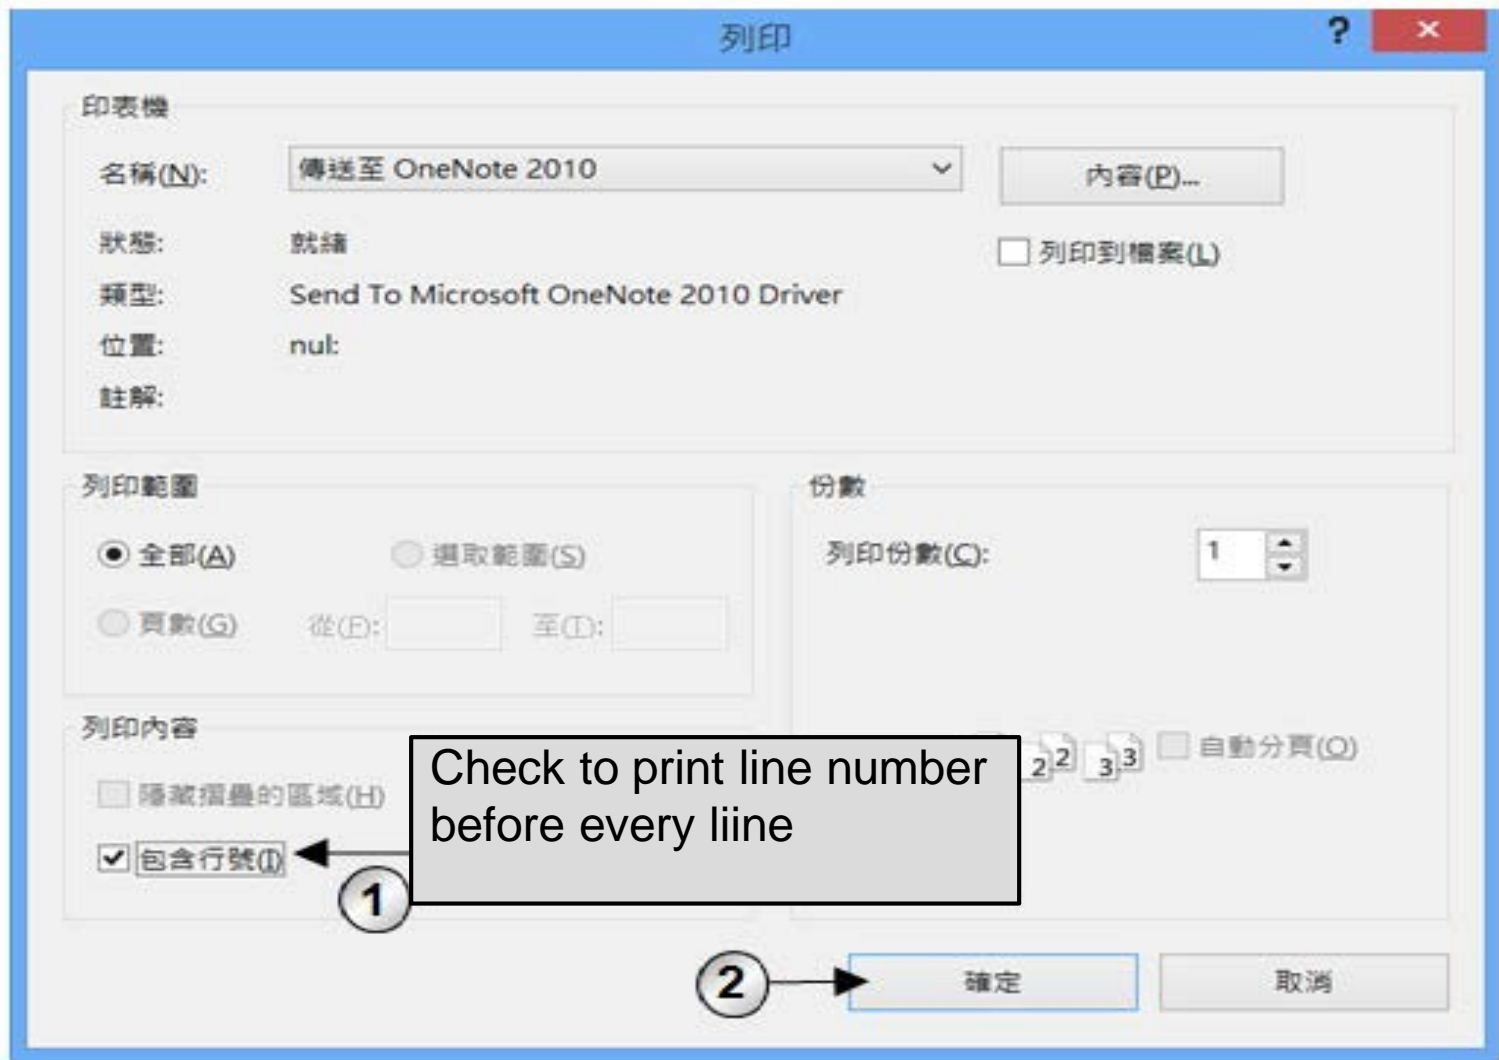 列印 ?
印表機
名稱(N): 傳送至 OneNote 2010 內容(P)...
狀態: 就緒 列印到檔案(L)
類型: Send To Microsoft OneNote 2010 Driver
位置: nul:
註解:
列印範圍 份數
全部(A) 選取範圍(S) 列印份數(C): 1
頁數(G) 從(F): 至(T):
列印內容
Check to print line number
before every liine
2 2 3 3 自動分頁(O)
隱藏摺疊的區域(H)
包含行號(I)
1
2 確定 取消